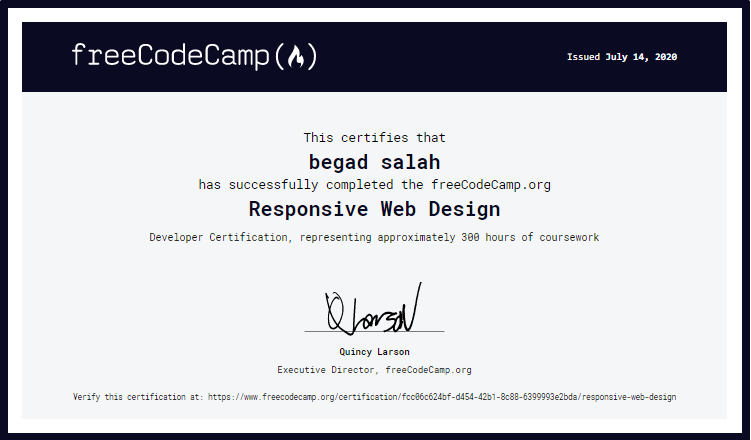 freeCodeCamp
Issued July 14, 2020
This certifies that
begad salah
has successfully completed the freeCodeCamp.org
Responsive Web Design
Developer Certification, representing approximately 300 hours of coursework
Q Larson
Quincy Larson
Executive Director, freeCodeCamp.org
Verify this certification at: https://www.freecodecamp.org/certification/fcc06c624bf-d454-42b1-8c88-6399993e2bda/responsive-web-design